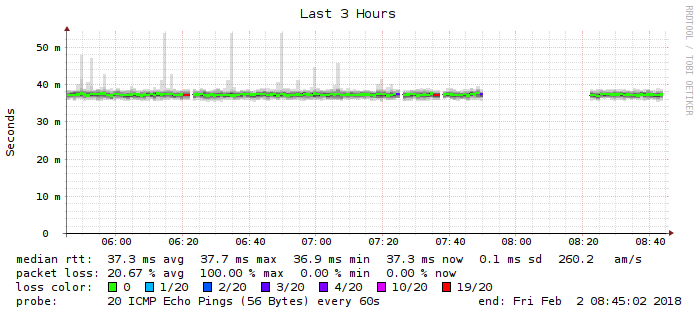 Last 3 Hours
RRDTOOL / TOBI OETIKER
Seconds
50 m
40 m
30 m
20 m
10 m
0
06:00 06:20 06:40 07:00 07:20 07:40 08:00 08:20 08:40
median rtt: 37.3 ms avg 37.7 ms max 36.9 ms min 37.3 ms now 0.1 ms sd 260.2 am/s
packet loss: 20.67 % avg 100.00 % max 0.00 % min 0.00 % now
loss color: 0 1/20 2/20 3/20 4/20 10/20 19/20
probe: 20 ICMP Echo Pings (56 Bytes) every 60s end: Fri Feb 2 08:45:02 2018